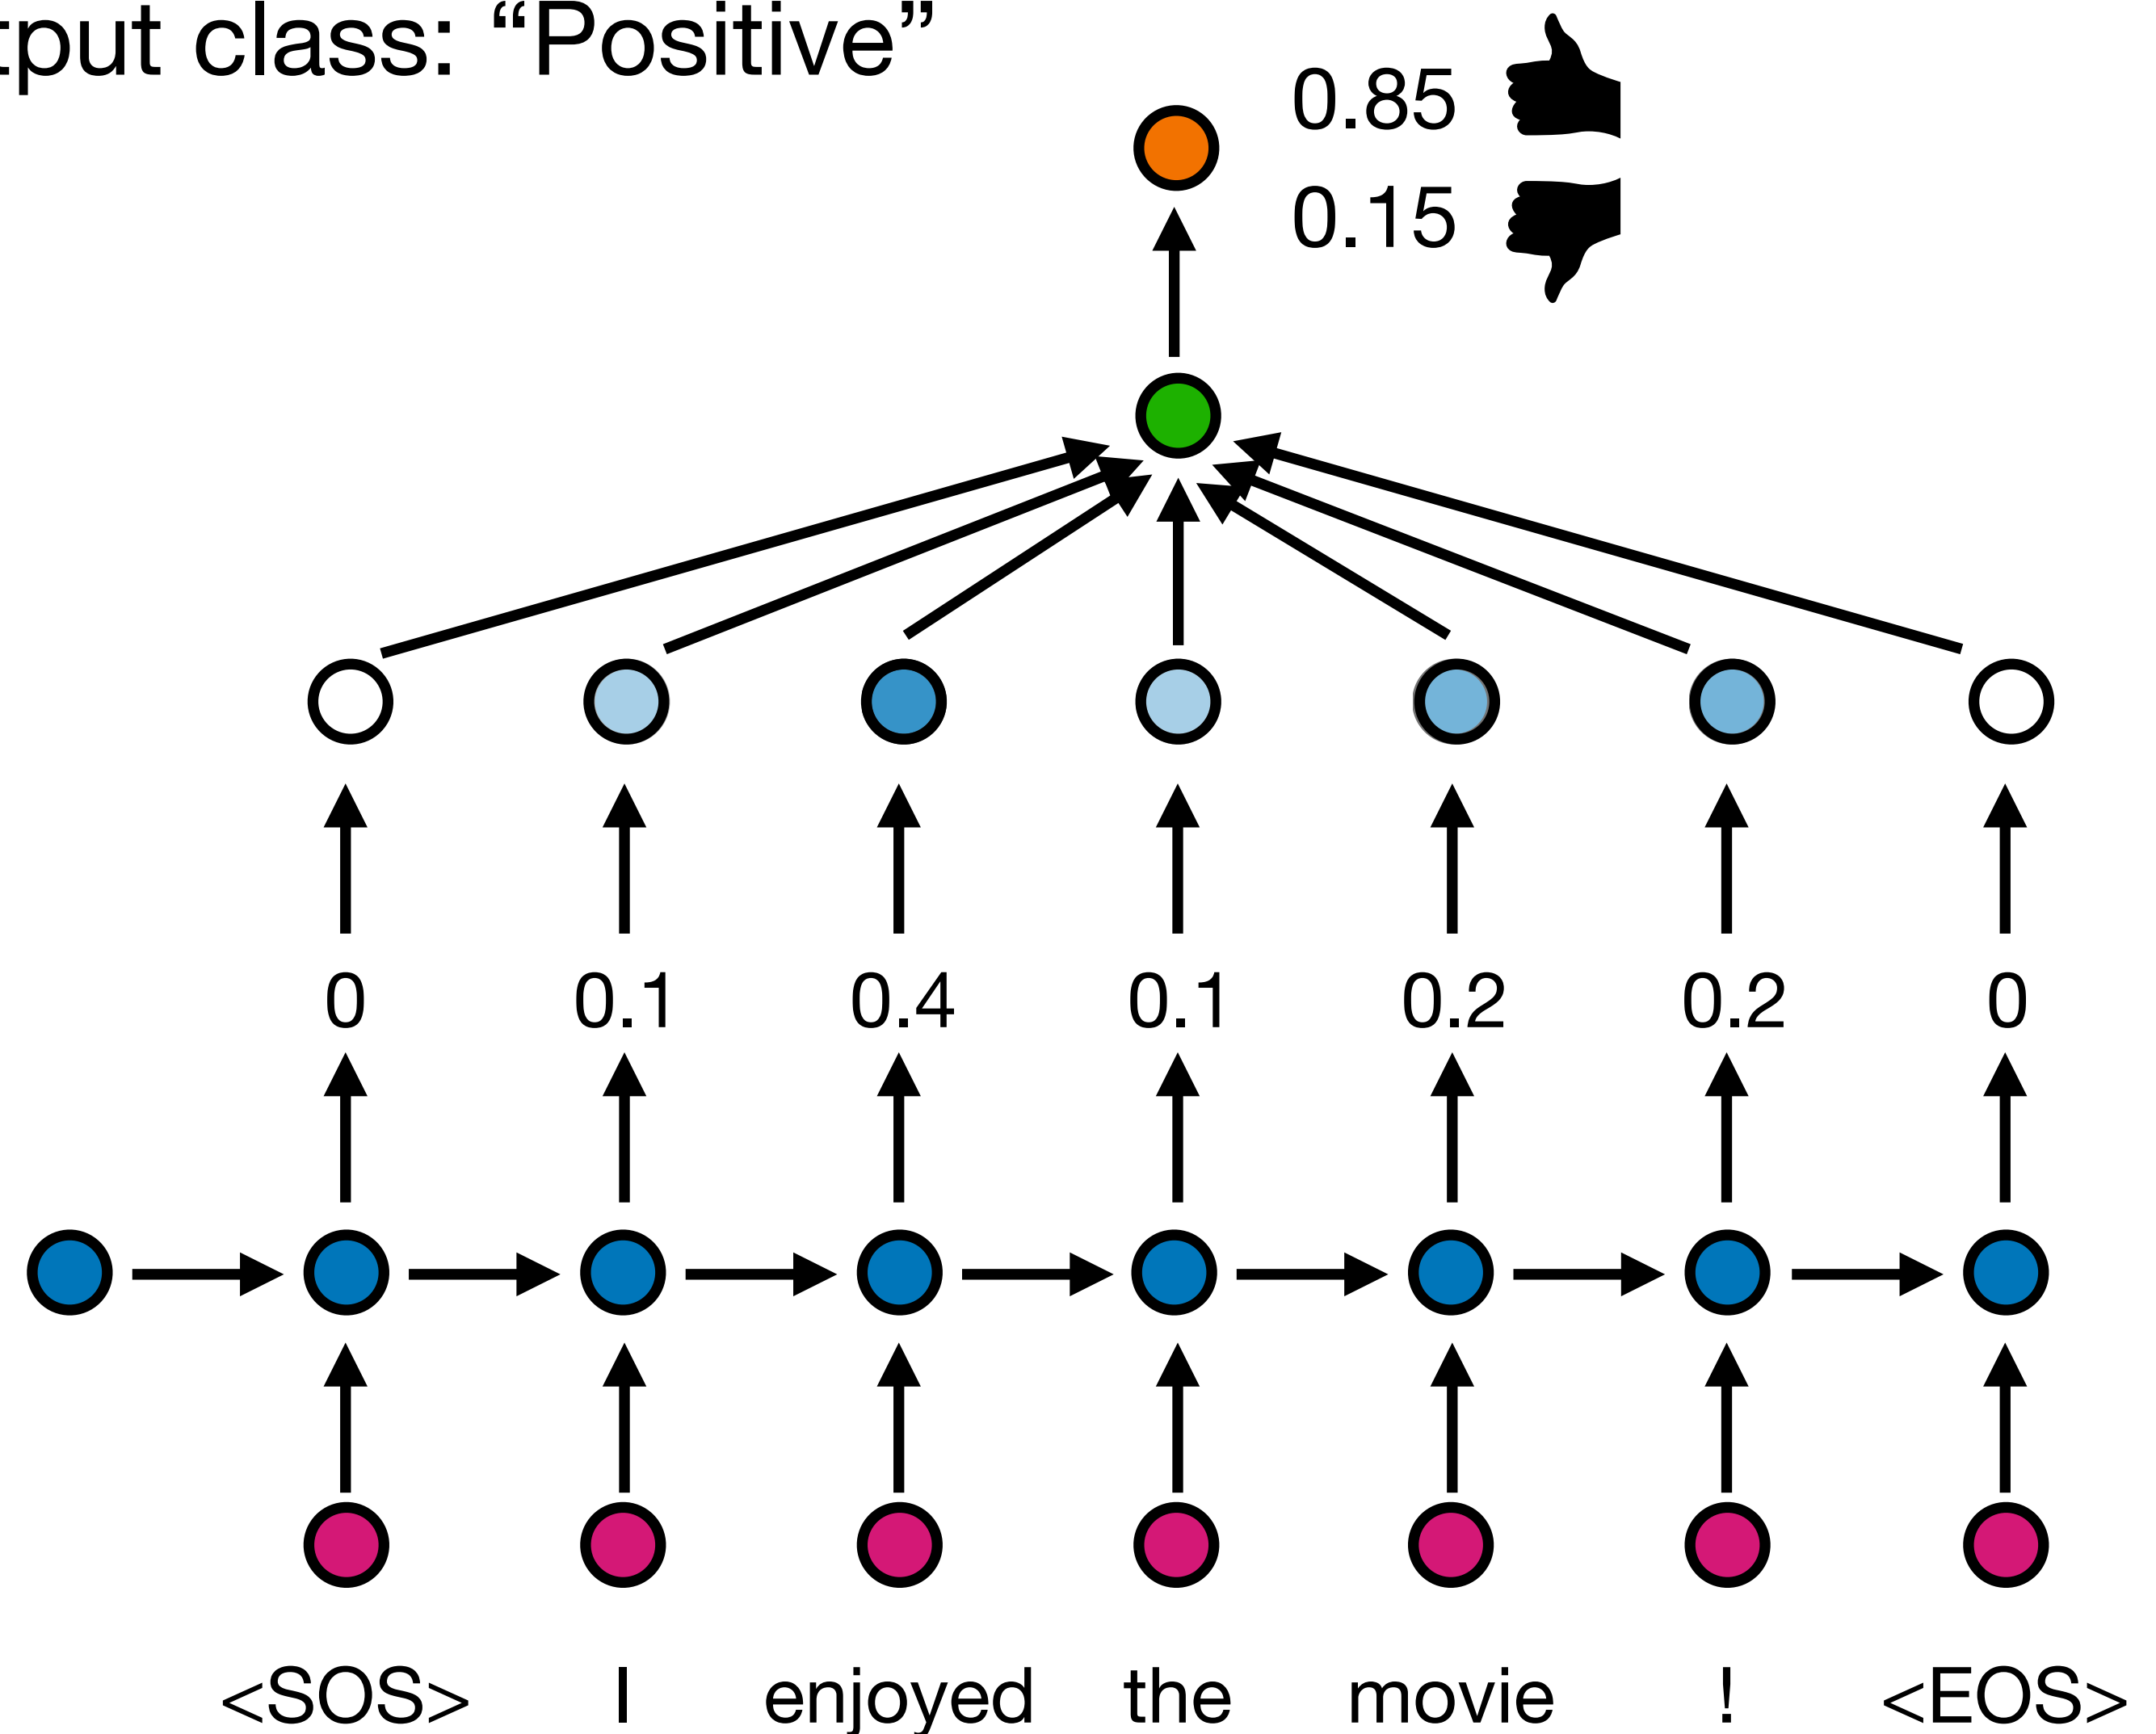 put class: “Positive”
0.85
0.15
0 0.1 0.4 0.1 0.2 0.2 0
<SOS> I enjoyed the movie ! <EOS>